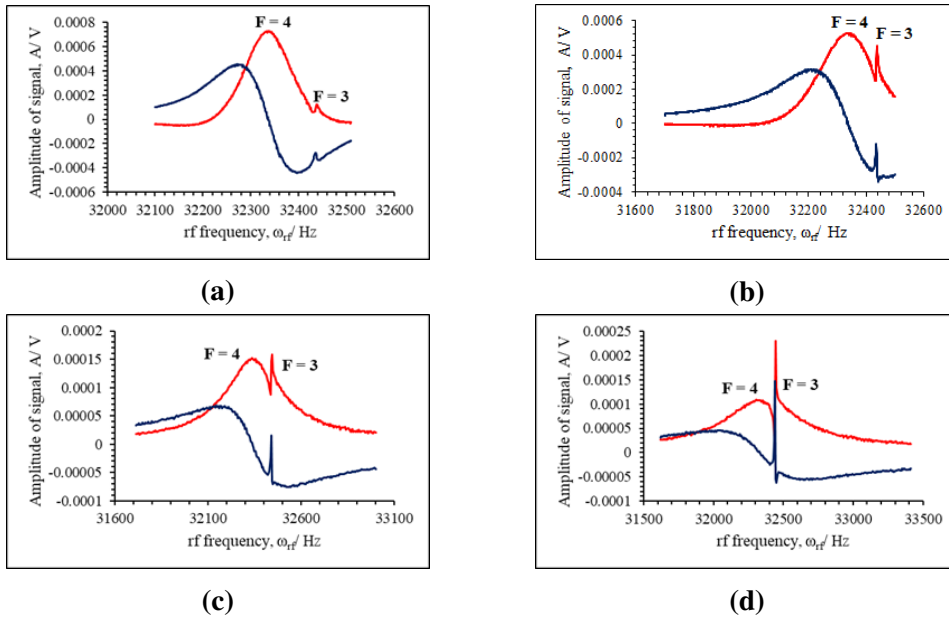 Amplitude of signal, A/ V
0.0008
0.0006
0.0004
0.0002
0
-0.0002
-0.0004
-0.0006
F = 4
F = 3
32000 32100 32200 32300 32400 32500 32600
rf frequency, ωrf/ Hz
(a)
Amplitude of signal, A/ V
0.0006
0.0004
0.0002
0
-0.0002
-0.0004
F = 4
F = 3
31600 31800 32000 32200 32400 32600
rf frequency, ωrf/ Hz
(b)
Amplitude of signal, A/ V
0.0002
0.00015
0.0001
0.00005
0
-0.00005
-0.0001
F = 4
F = 3
31600 32100 32600 33100
rf frequency, ωrf/ Hz
(c)
Amplitude of signal, A/ V
0.00025
0.0002
0.00015
0.0001
0.00005
0
-0.00005
-0.0001
F = 4
F = 3
31500 32000 32500 33000 33500
rf frequency, ωrf/ Hz
(d)